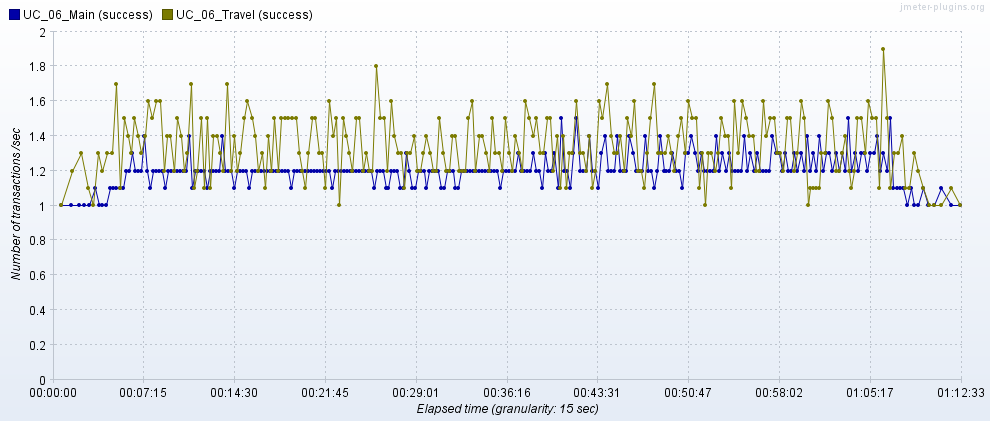 jmeter-plugins.org
UC_06_Main (success) UC_06_Travel (success)
2
1.8
1.6
1.4
1.2
1
0.8
0.6
0.4
0.2
0
Number of transactions /sec
00:00:00 00:07:15 00:14:30 00:21:45 00:29:01 00:36:16 00:43:31 00:50:47 00:58:02 01:05:17 01:12:33
Elapsed time (granularity: 15 sec)